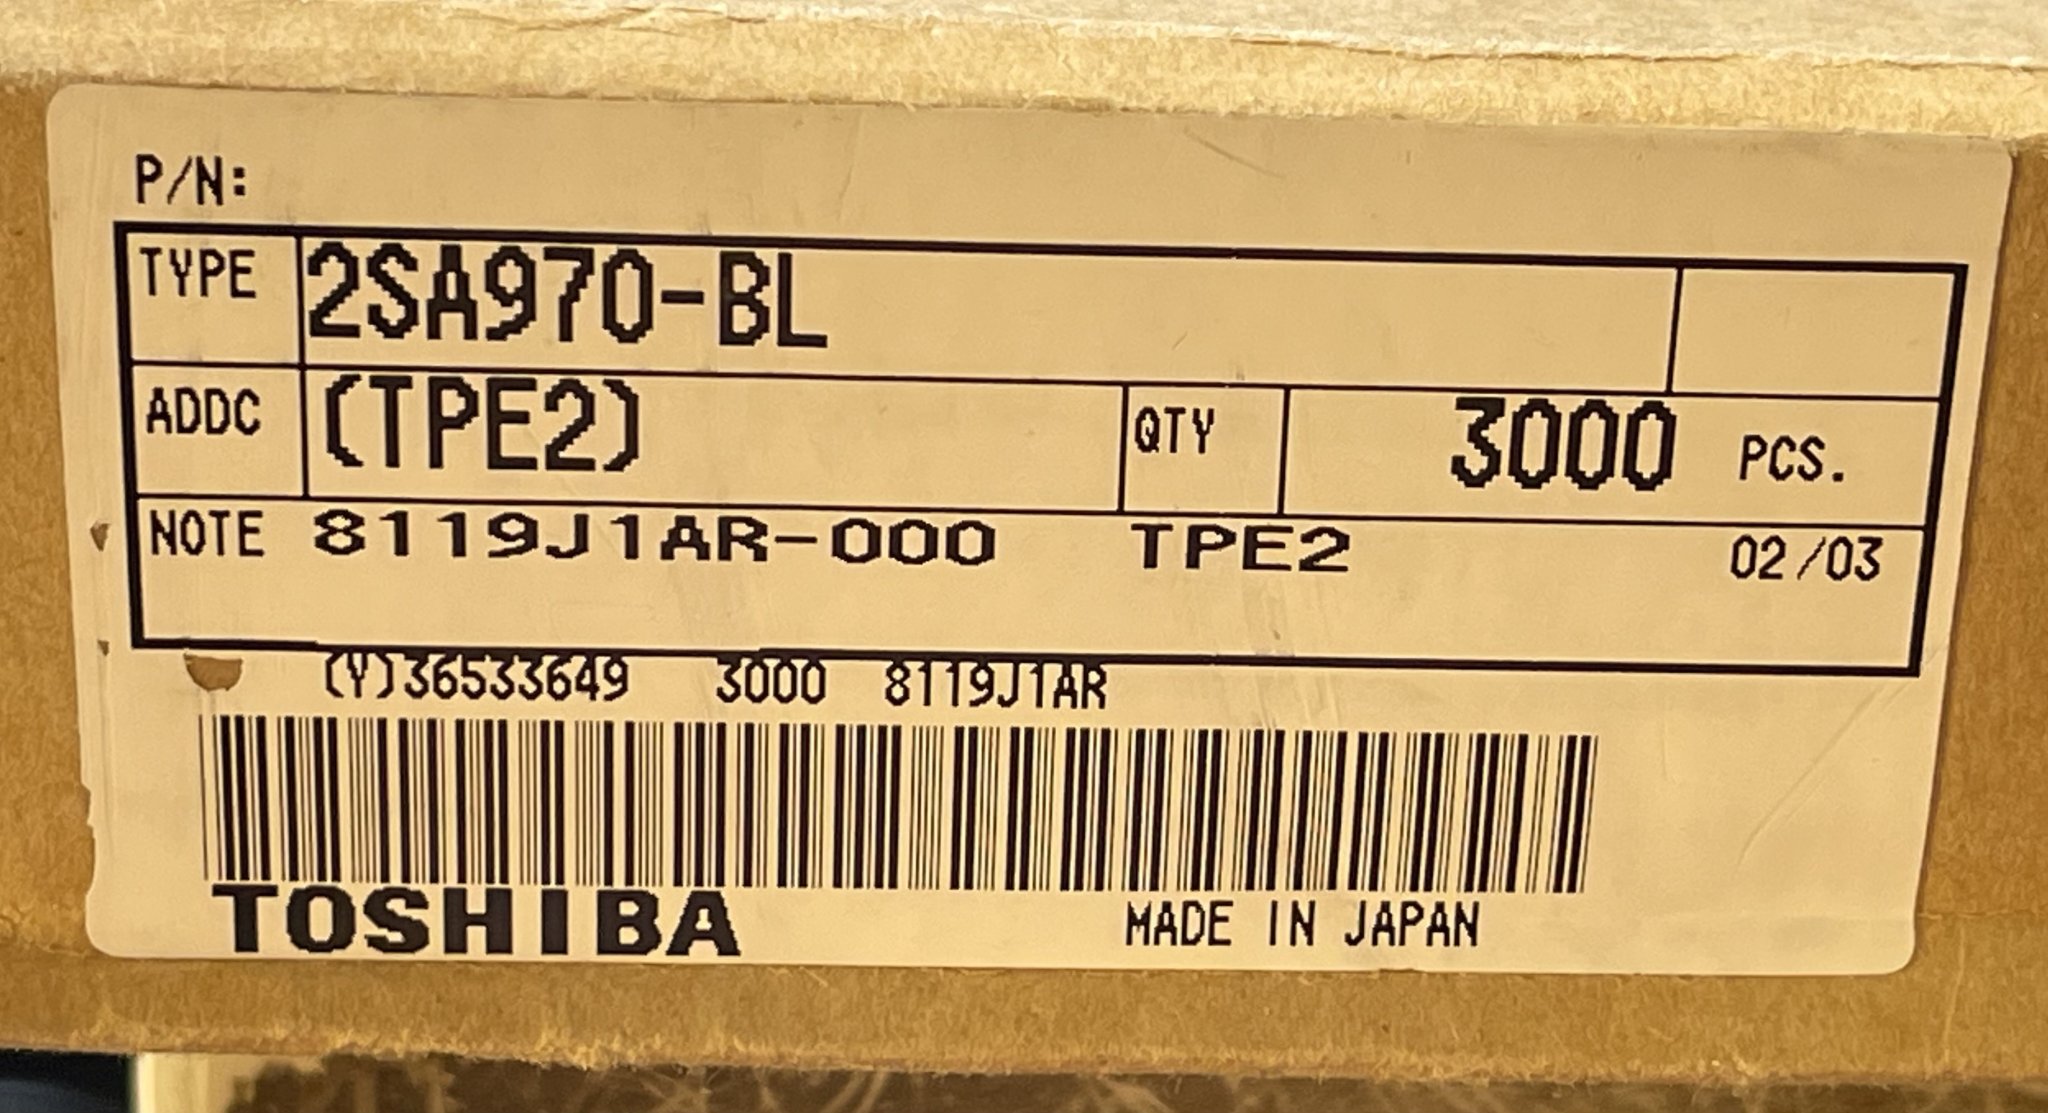 P/N:
TYPE 2SA970-BL
ADDC (TPE2) QTY 3000 PCS.
NOTE 8119J1AR-000 TPE2 02/03
(Y)36533649 3000 8119J1AR
TOSHIBA MADE IN JAPAN